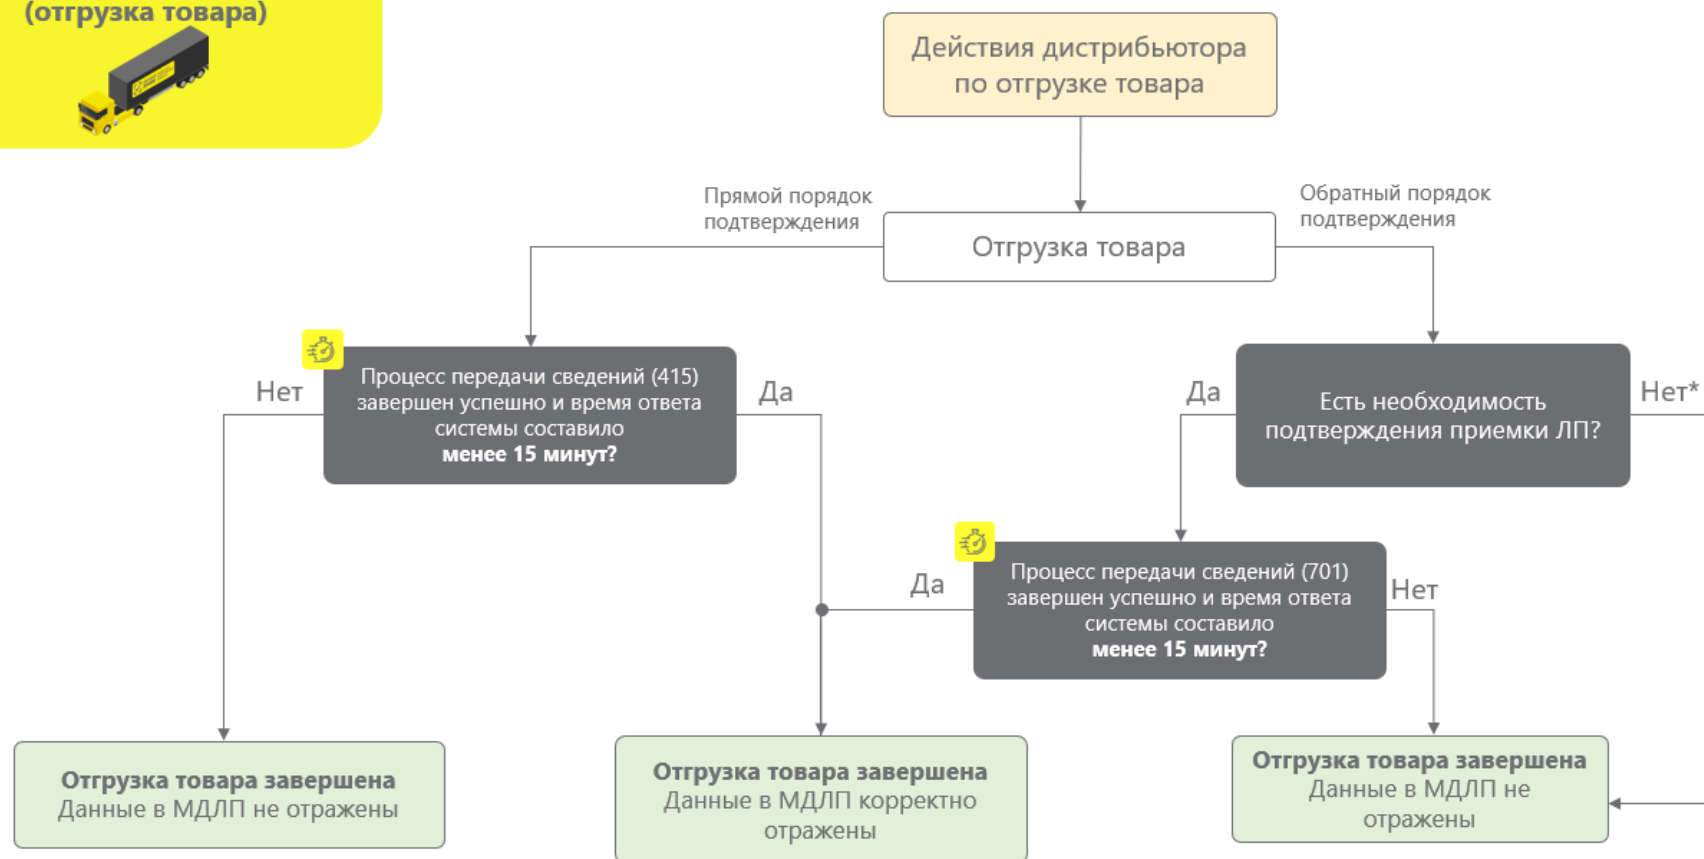 (отгрузка товара)
Действия дистрибьютора
по отгрузке товара
Прямой порядок
подтверждения
Обратный порядок
подтверждения
Отгрузка товара
Нет
Процесс передачи сведений (415)
завершен успешно и время ответа
системы составило
менее 15 минут?
Да
Да
Есть необходимость
подтверждения приемки ЛП?
Нет*
Да
Процесс передачи сведений (701)
завершен успешно и время ответа
системы составило
менее 15 минут?
Нет
Отгрузка товара завершена
Данные в МДЛП не отражены
Отгрузка товара завершена
Данные в МДЛП корректно
отражены
Отгрузка товара завершена
Данные в МДЛП не
отражены